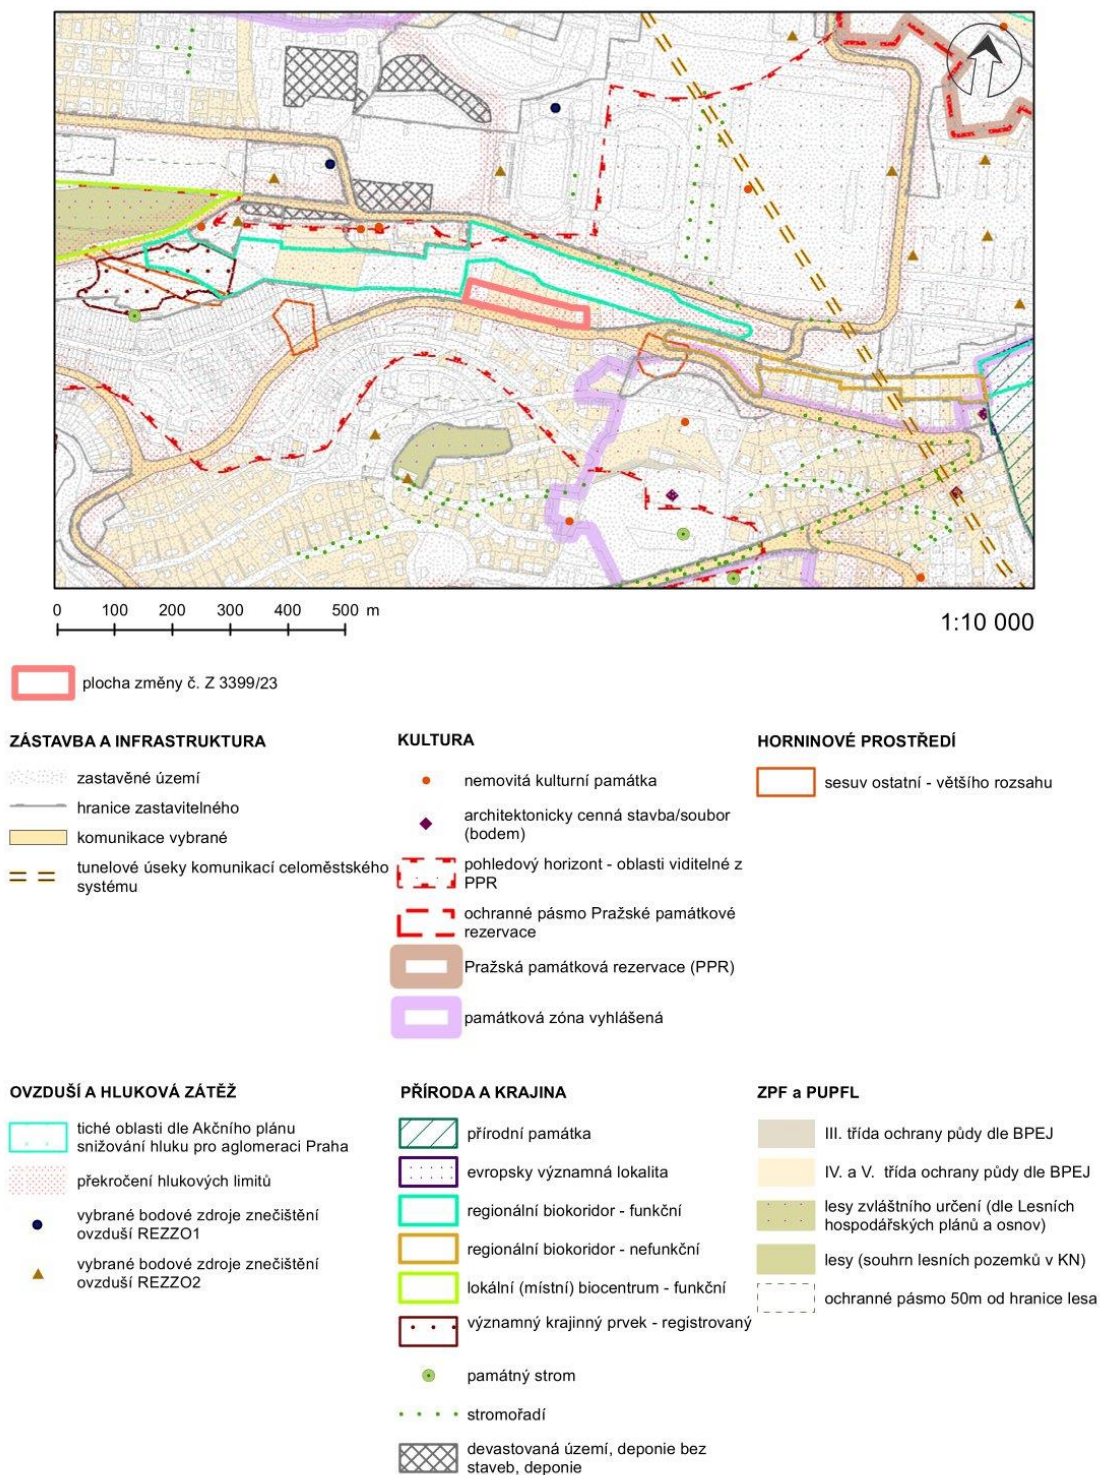 0 100 200 300 400 500 m
1:10 000
plocha změny č. Z 3399/23
ZÁSTAVBA A INFRASTRUKTURA
zastavěné území
hranice zastavitelného
komunikace vybrané
tunelové úseky komunikací celoměstského
systému
KULTURA
nemovitá kulturní památka
architektonicky cenná stavba/soubor
(bodem)
pohledový horizont - oblasti viditelné z
PPR
ochranné pásmo Pražské památkové
rezervace
Pražská památková rezervace (PPR)
památková zóna vyhlášená
HORNINOVÉ PROSTŘEDÍ
sesuv ostatní - většího rozsahu
OVZDUŠÍ A HLUKOVÁ ZÁTĚŽ
tiché oblasti dle Akčního plánu
snižování hluku pro aglomeraci Praha
překročení hlukových limitů
vybrané bodové zdroje znečištění
ovzduší REZZO1
vybrané bodové zdroje znečištění
ovzduší REZZO2
PŘÍRODA A KRAJINA
přírodní památka
evropsky významná lokalita
regionální biokoridor - funkční
regionální biokoridor - nefunkční
lokální (místní) biocentrum - funkční
významný krajinný prvek - registrovaný
památný strom
stromořadí
devastovaná území, deponie bez
staveb, deponie
ZPF a PUPFL
III. třída ochrany půdy dle BPEJ
IV. a V. třída ochrany půdy dle BPEJ
lesy zvláštního určení (dle Lesních
hospodářských plánů a osnov)
lesy (souhrn lesních pozemků v KN)
ochranné pásmo 50m od hranice lesa